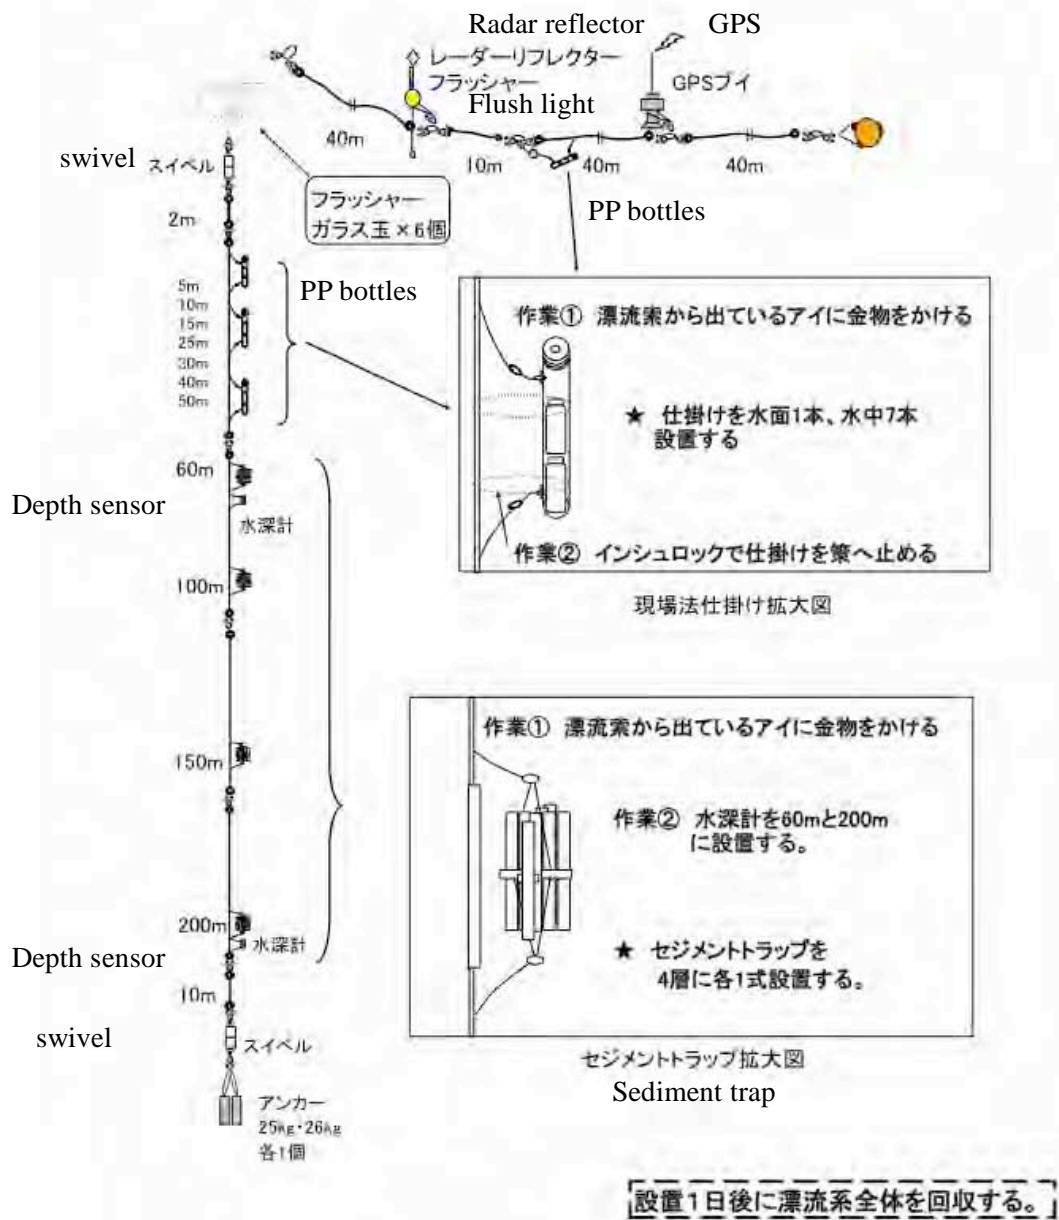 Radar reflector GPS
レーダーリフレクター
フラッシャー
Flush light
GPSブイ
40m
10m
40m
40m
swivel スイベル
フラッシャー
ガラス玉×6個
2m
PP bottles
PP bottles
5m
10m
15m
25m
30m
40m
50m
作業① 漂流索から出ているアイに金物をかける
★ 仕掛けを水面1本、水中7本
設置する
作業② インシュロックで仕掛けを索へ止める
現場法仕掛け拡大図
60m
Depth sensor
水深計
100m
150m
200m
水深計
Depth sensor
10m
swivel
スイベル
アンカー
25kg・26kg
各1個
作業① 漂流索から出ているアイに金物をかける
作業② 水深計を60mと200m
に設置する。
★ セジメントトラップを
4層に各1式設置する。
セジメントトラップ拡大図
Sediment trap
設置1日後に漂流系全体を回収する。